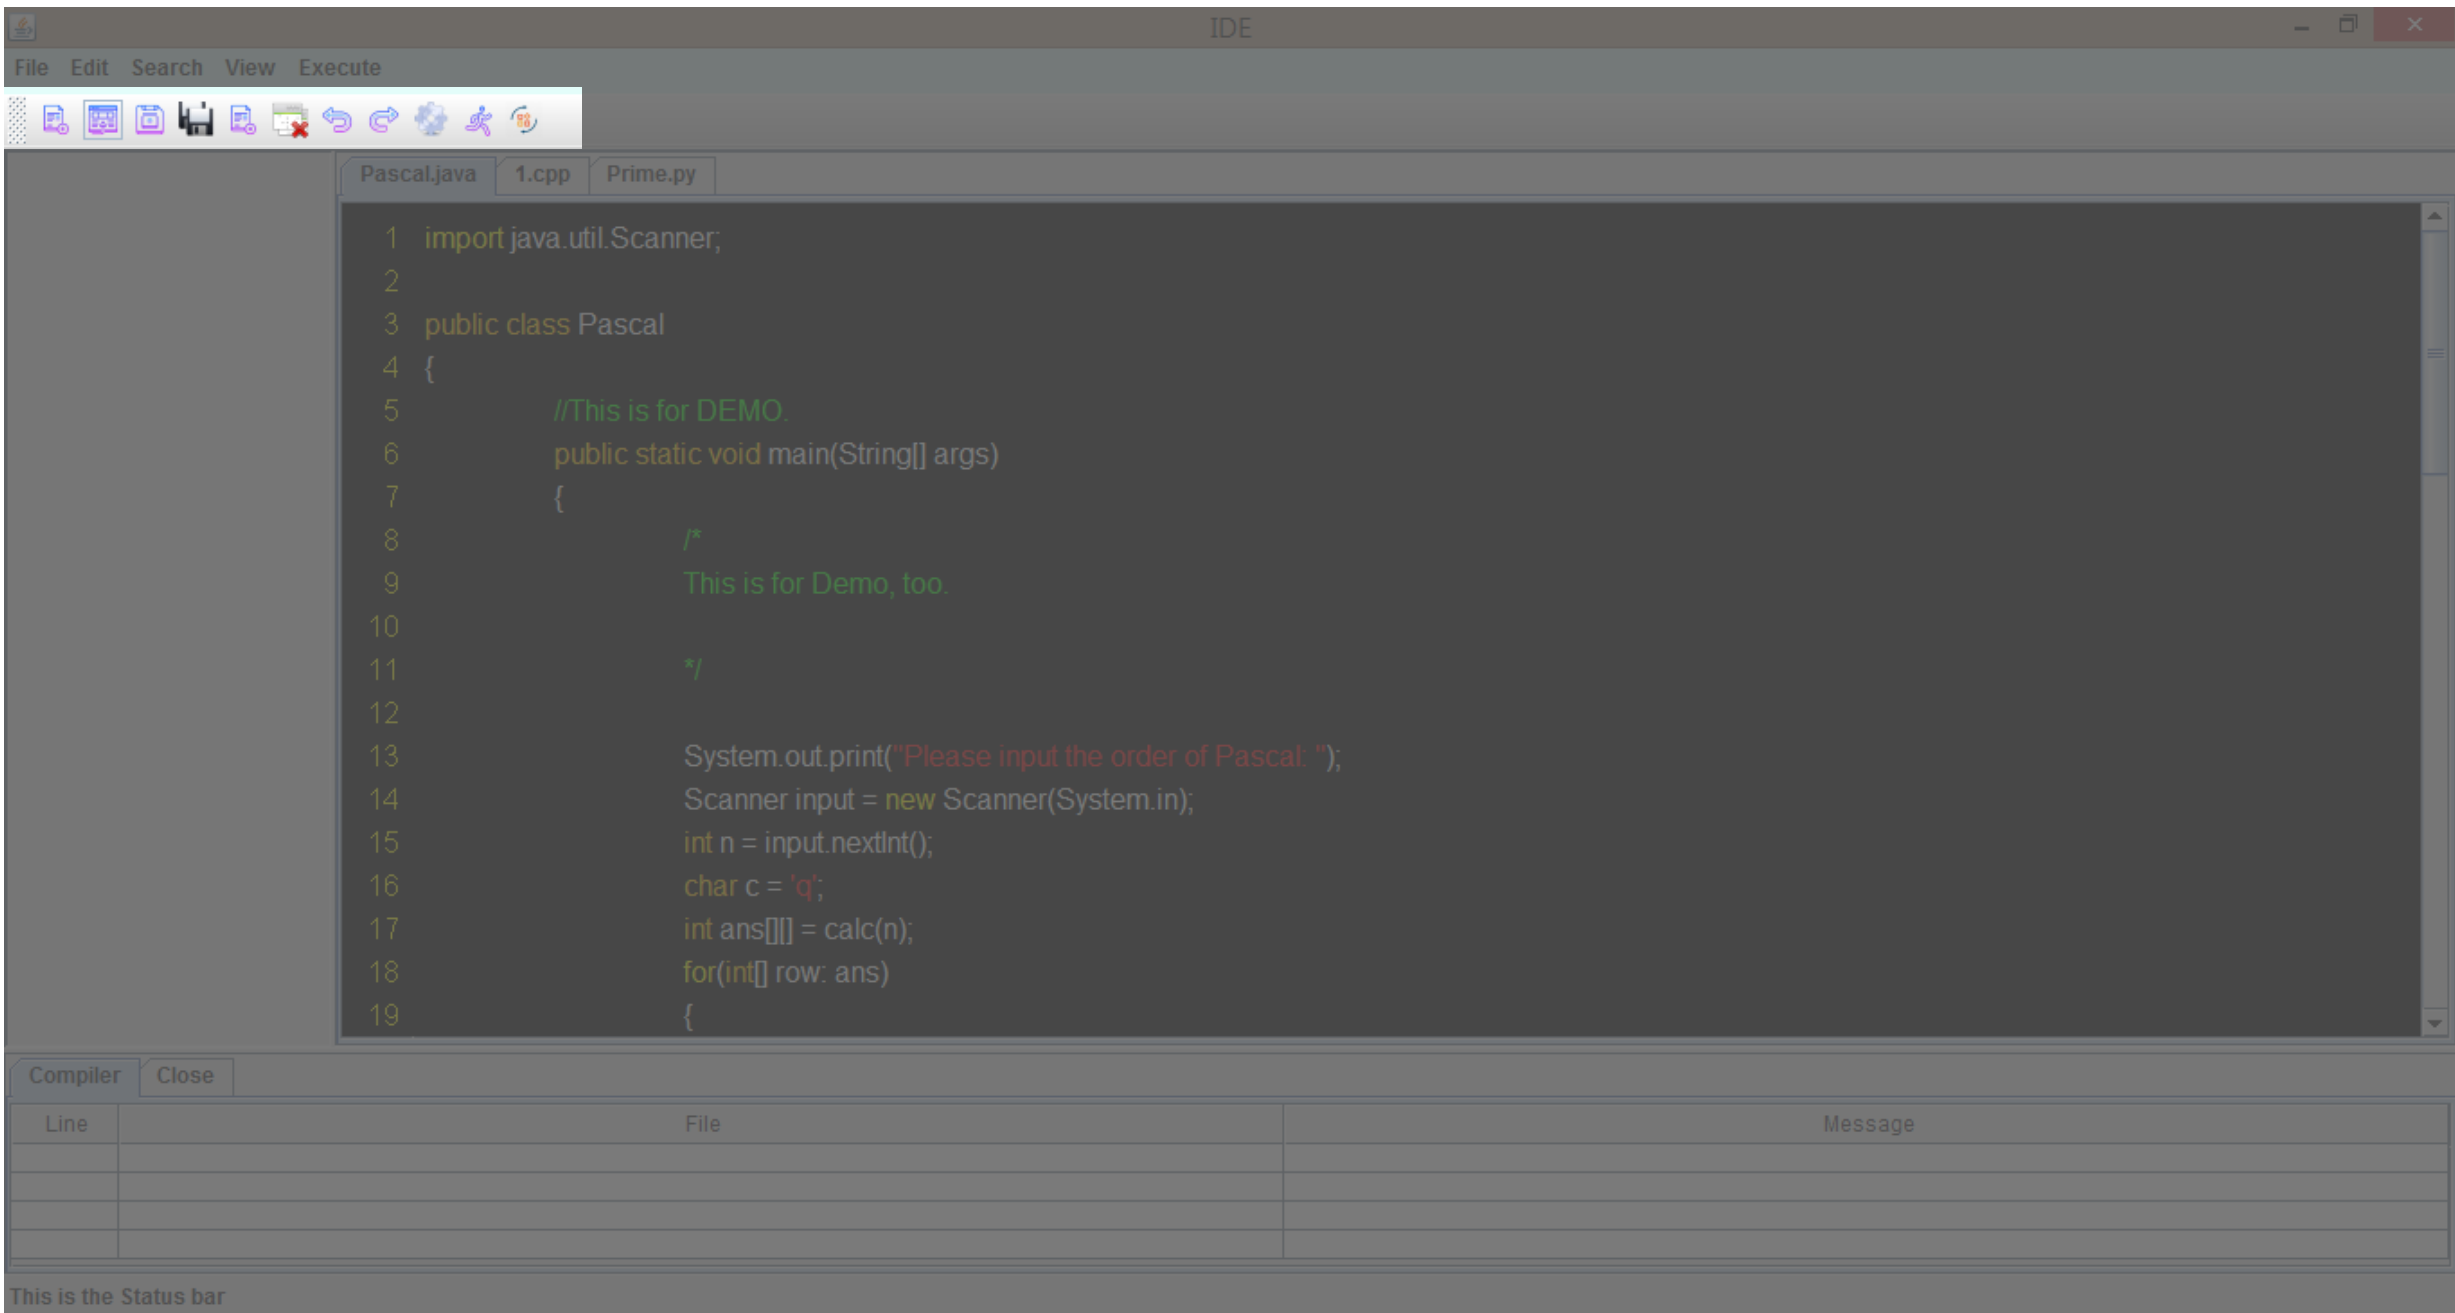 IDE
File Edit Search View Execute
Pascal.java 1.cpp Prime.py
1 import java.util.Scanner;
2
3 public class Pascal
4 {
5 //This is for DEMO.
6 public static void main(String[] args)
7 {
8 /*
9 This is for Demo, too.
10
11 */
12
13 System.out.print("Please input the order of Pascal: ");
14 Scanner input = new Scanner(System.in);
15 int n = input.nextInt();
16 char c = 'q';
17 int ans[][] = calc(n);
18 for(int[] row: ans)
19 {
Compiler Close
Line File Message
This is the Status bar